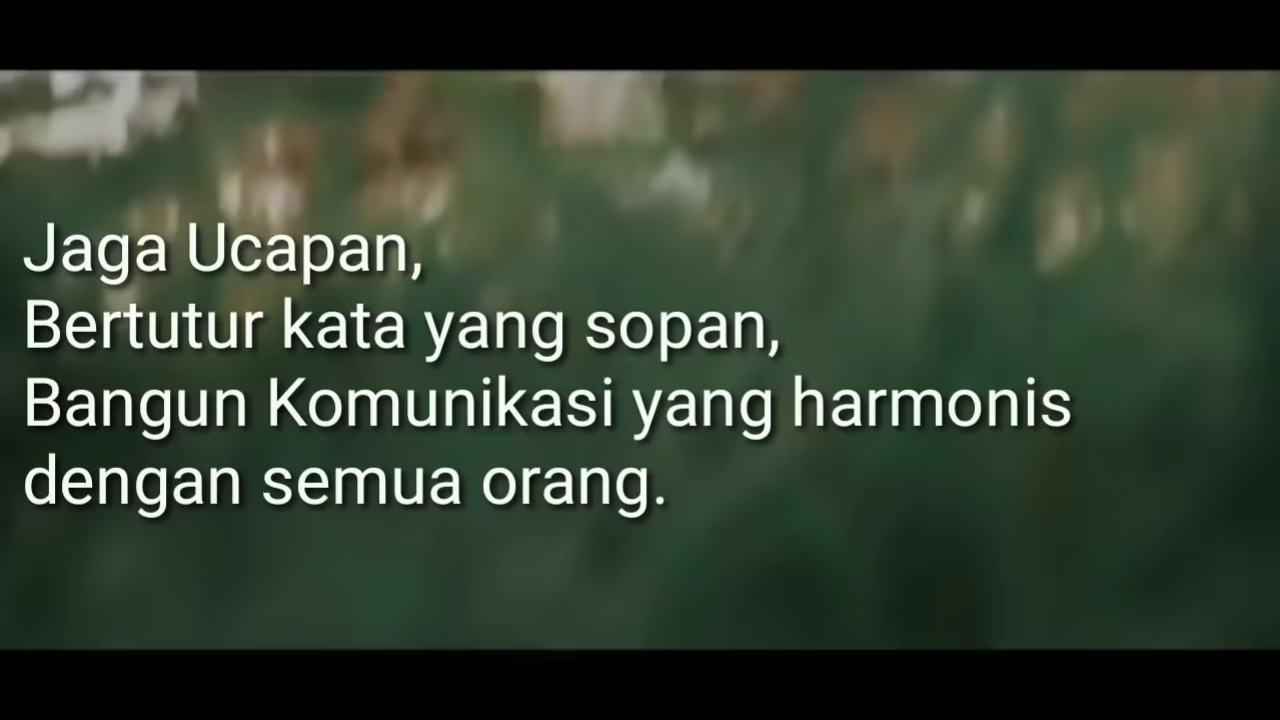 Jaga Ucapan,
Bertutur kata yang sopan,
Bangun Komunikasi yang harmonis
dengan semua orang.